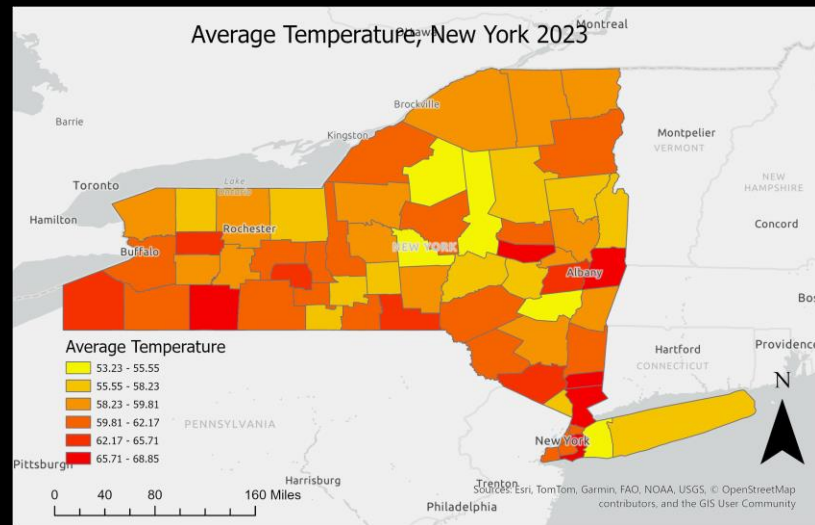 Average Temperature, New York 2023
Ottawa
Montreal
Brockville
Barrie
Kingston
Montpelier
VERMONT
Toronto
Lake
NEW
HAMPSHIRE
Hamilton
Rochester
Concord
Buffalo
NEW YORK
Albany
Bos
Average Temperature
53.23 - 55.55
55.55 - 58.23
58.23 - 59.81
59.81 - 62.17
62.17 - 65.71
65.71 - 68.85
Hartford
CONNECTICUT
Providence
N
PENNSYLVANIA
New York
Pittsburgh
Harrisburg
Trenton
Philadelphia
0 40 80 160 Miles
Sources: Esri, TomTom, Garmin, FAO, NOAA, USGS, © OpenStreetMap
contributors, and the GIS User Community